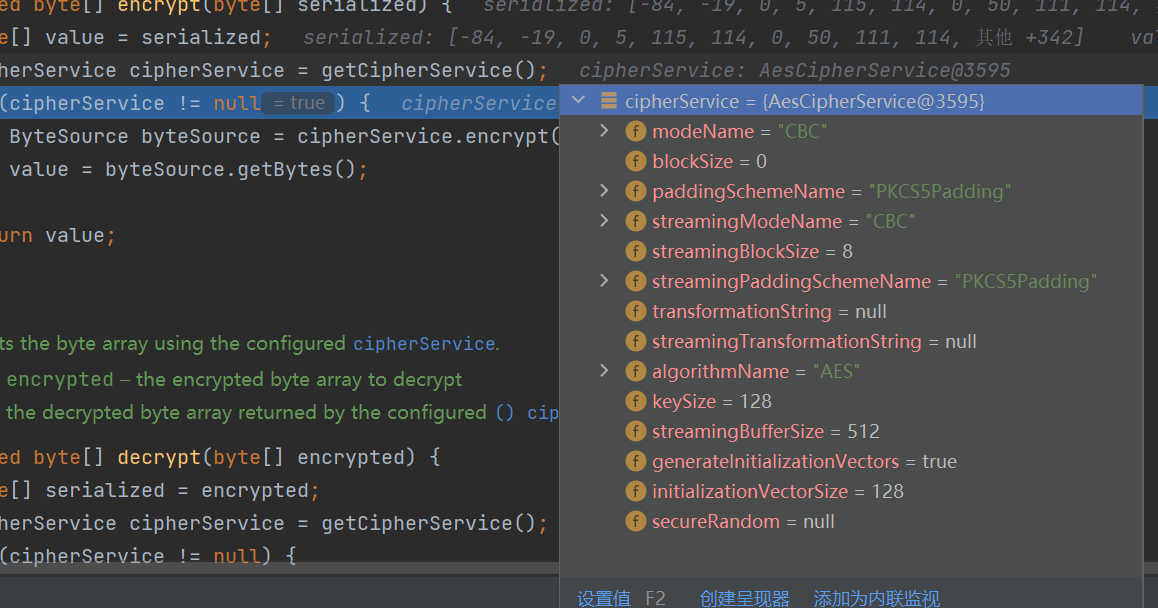 ed byte[] encrypt(byte[] serialized) { serialized: [-84, -19, 0, 5, 115, 114, 0, 50, 111, 114,
e[] value = serialized; serialized: [-84, -19, 0, 5, 115, 114, 0, 50, 111, 114, 其他 +342] val
herService cipherService = getCipherService(); cipherService: AesCipherService@3595
(cipherService != null = true ) { cipherService
ByteSource byteSource = cipherService.encrypt(
value = byteSource.getBytes();
urn value;
ts the byte array using the configured cipherService.
encrypted – the encrypted byte array to decrypt
the decrypted byte array returned by the configured () cip
ed byte[] decrypt(byte[] encrypted) {
e[] serialized = encrypted;
herService cipherService = getCipherService();
(cipherService != null) {
cipherService = {AesCipherService@3595}
f modeName = "CBC"
f blockSize = 0
f paddingSchemeName = "PKCS5Padding"
f streamingModeName = "CBC"
f streamingBlockSize = 8
f streamingPaddingSchemeName = "PKCS5Padding"
f transformationString = null
f streamingTransformationString = null
f algorithmName = "AES"
f keySize = 128
f streamingBufferSize = 512
f generateInitializationVectors = true
f initializationVectorSize = 128
f secureRandom = null
设置值 F2 创建呈现器 添加为内联监视